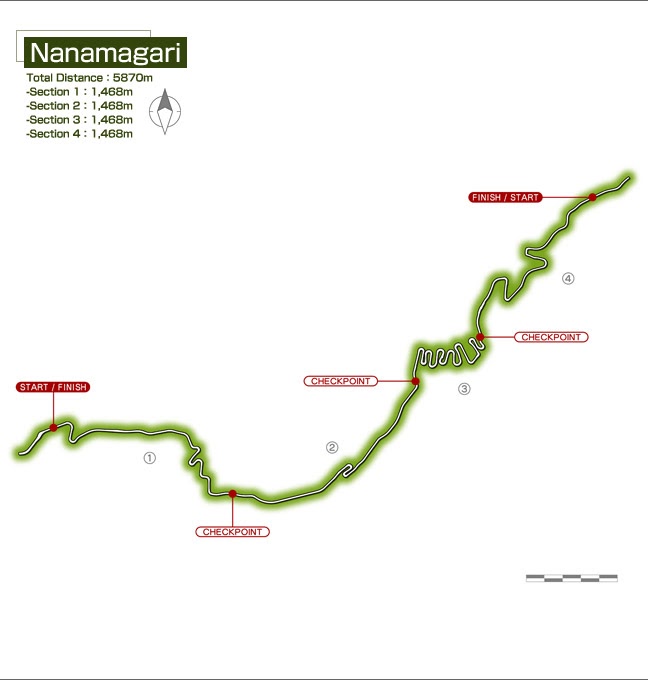 Nanamagari
Total Distance : 5870m
-Section 1 : 1,468m
-Section 2 : 1,468m
-Section 3 : 1,468m
-Section 4 : 1,468m
FINISH / START
④
CHECKPOINT
CHECKPOINT
START / FINISH
③
②
①
CHECKPOINT